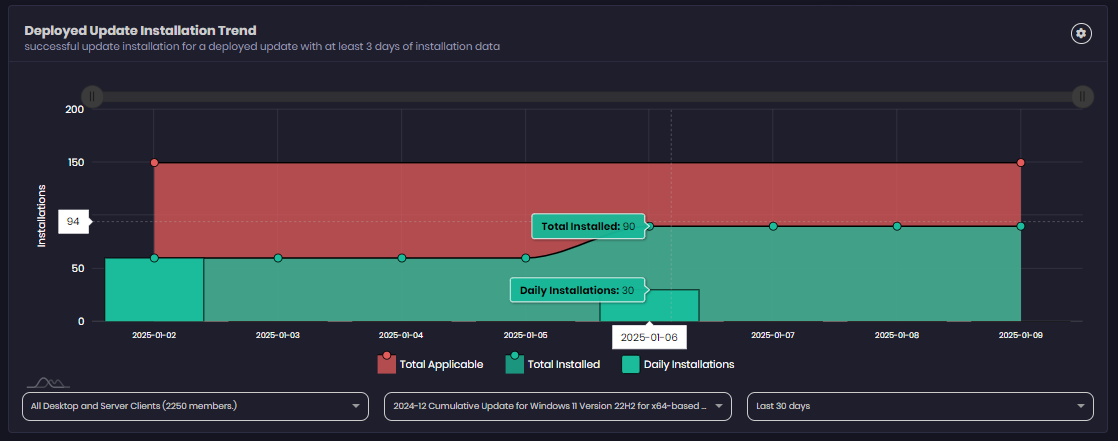 Deployed Update Installation Trend
successful update installation for a deployed update with at least 3 days of installation data
200
150
94
50
0
Installations
Total Installed: 90
Daily Installations: 30
2025-01-02
2025-01-03
2025-01-04
2025-01-05
2025-01-06
2025-01-07
2025-01-08
2025-01-09
Total Applicable
Total Installed
Daily Installations
All Desktop and Server Clients (2250 members.)
2024-12 Cumulative Update for Windows 11 Version 22H2 for x64-based ...
Last 30 days